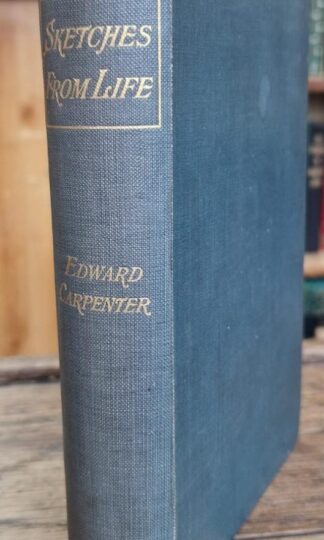 SKETCHES
FROM LIFE
EDWARD
CARPENTER